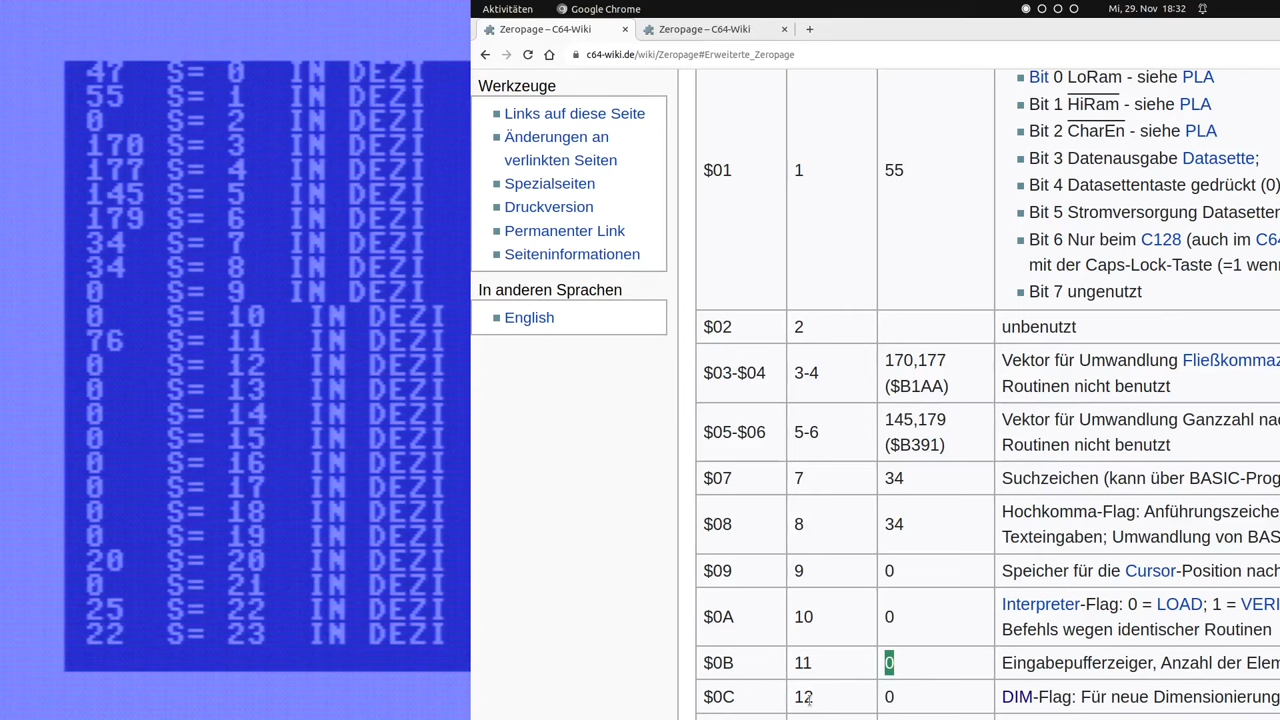 47 S= 0 IN DEZI
55 S= 1 IN DEZI
0 S= 2 IN DEZI
170 S= 3 IN DEZI
177 S= 4 IN DEZI
145 S= 5 IN DEZI
179 S= 6 IN DEZI
34 S= 7 IN DEZI
34 S= 8 IN DEZI
0 S= 9 IN DEZI
0 S= 10 IN DEZI
76 S= 11 IN DEZI
0 S= 12 IN DEZI
0 S= 13 IN DEZI
0 S= 14 IN DEZI
0 S= 15 IN DEZI
0 S= 16 IN DEZI
0 S= 17 IN DEZI
0 S= 18 IN DEZI
0 S= 19 IN DEZI
20 S= 20 IN DEZI
0 S= 21 IN DEZI
25 S= 22 IN DEZI
22 S= 23 IN DEZI
Aktivitäten Google Chrome Mi, 29. Nov 18:32
Zeropage – C64-Wiki Zeropage – C64-Wiki
c64-wiki.de/wiki/Zeropage#Erweiterte_Zeropage
Werkzeuge
Links auf diese Seite
Änderungen an
verlinkten Seiten
Spezialseiten
Druckversion
Permanenter Link
Seiteninformationen
In anderen Sprachen
English
$01 1 55
Bit 0 LoRam - siehe PLA
Bit 1 HiRam - siehe PLA
Bit 2 CharEn - siehe PLA
Bit 3 Datenausgabe Datasette;
Bit 4 Datasettentaste gedrückt (0)
Bit 5 Stromversorgung Datasetten
Bit 6 Nur beim C128 (auch im C64
mit der Caps-Lock-Taste (=1 wenn
Bit 7 ungenutzt
$02 2 unbenutzt
$03-$04 3-4 170,177
($B1AA)
Vektor für Umwandlung Fließkommaz
Routinen nicht benutzt
$05-$06 5-6 145,179
($B391)
Vektor für Umwandlung Ganzzahl nac
Routinen nicht benutzt
$07 7 34 Suchzeichen (kann über BASIC-Prog
$08 8 34
Hochkomma-Flag: Anführungszeiche
Texteingaben; Umwandlung von BAS
$09 9 0 Speicher für die Cursor-Position nach
$0A 10 0
Interpreter-Flag: 0 = LOAD; 1 = VERI
Befehls wegen identischer Routinen
$0B 11 0 Eingabepufferzeiger, Anzahl der Elem
$0C 12 0 DIM-Flag: Für neue Dimensionierung